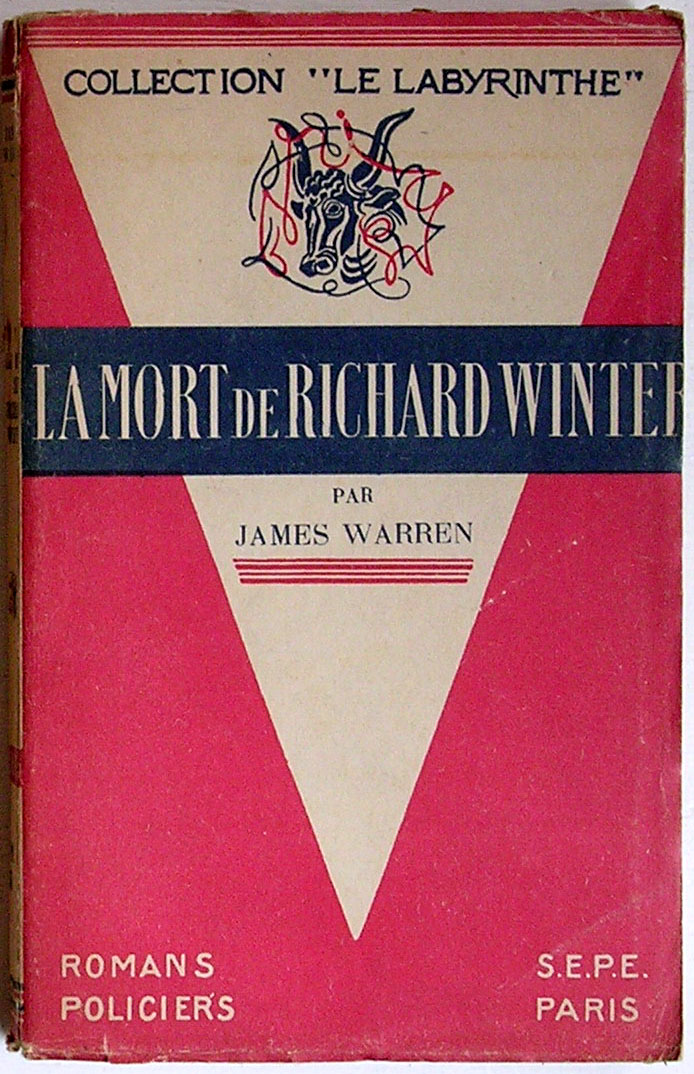 COLLECTION "LE LABYRINTHE"
LA MORT DE RICHARD WINTER
PAR
JAMES WARREN
ROMANS
POLICIERS
S.E.P.E.
PARIS